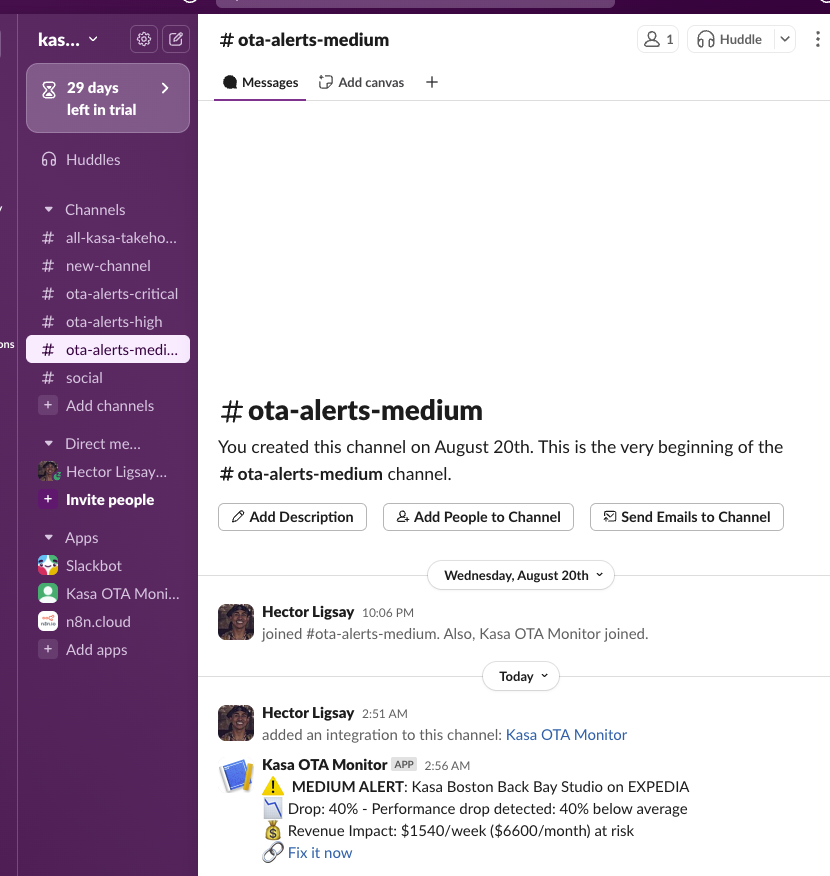 kas...
29 days
left in trial
Huddles
Channels
# all-kasa-takeho...
# new-channel
# ota-alerts-critical
# ota-alerts-high
# ota-alerts-medi...
# social
+ Add channels
Direct me...
Hector Ligsay...
+ Invite people
Apps
Slackbot
Kasa OTA Moni...
n8n.cloud
+ Add apps
ons
# ota-alerts-medium
1
Huddle
Messages
Add canvas
+
# ota-alerts-medium
You created this channel on August 20th. This is the very beginning of the
# ota-alerts-medium channel.
Add Description
Add People to Channel
Send Emails to Channel
Wednesday, August 20th
Hector Ligsay 10:06 PM
joined #ota-alerts-medium. Also, Kasa OTA Monitor joined.
Today
Hector Ligsay 2:51 AM
added an integration to this channel: Kasa OTA Monitor
Kasa OTA Monitor APP 2:56 AM
⚠️ MEDIUM ALERT: Kasa Boston Back Bay Studio on EXPEDIA
📉 Drop: 40% - Performance drop detected: 40% below average
💰 Revenue Impact: $1540/week ($6600/month) at risk
🔗 Fix it now